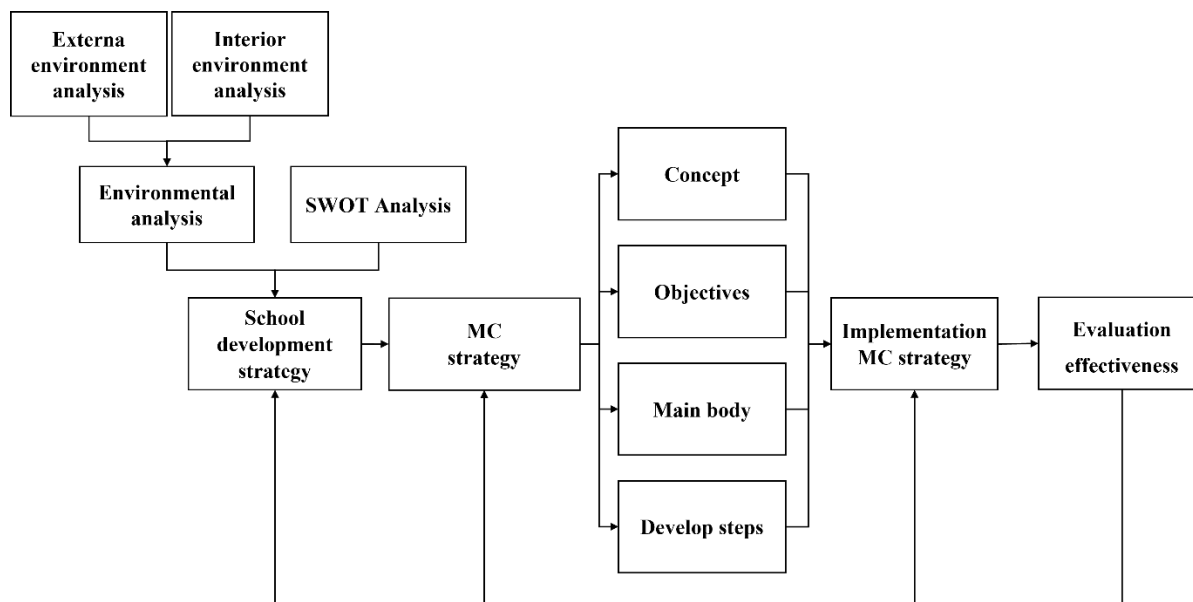 Externa
environment
analysis
Interior
environment
analysis
Environmental
analysis
SWOT Analysis
School
development
strategy
MC
strategy
Concept
Objectives
Main body
Develop steps
Implementation
MC strategy
Evaluation
effectiveness